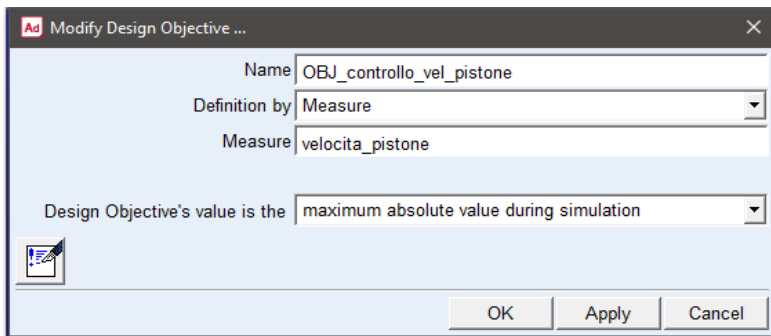 Ad Modify Design Objective ...
Name OBJ_controllo_vel_pistone
Definition by Measure
Measure velocita_pistone
Design Objective's value is the maximum absolute value during simulation
OK Apply Cancel